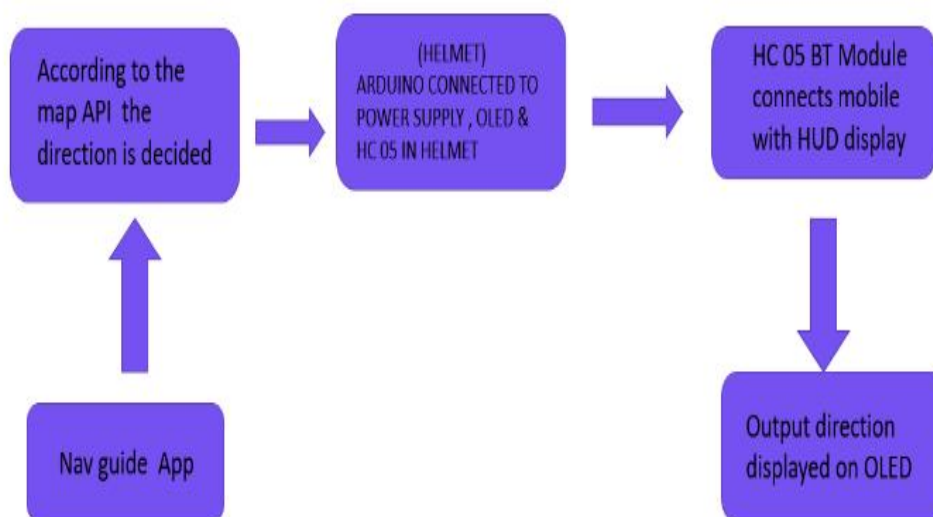 Nav guide App
According to the
map API the
direction is decided
(HELMET)
ARDUINO CONNECTED TO
POWER SUPPLY , OLED &
HC 05 IN HELMET
HC 05 BT Module
connects mobile
with HUD display
Output direction
displayed on OLED